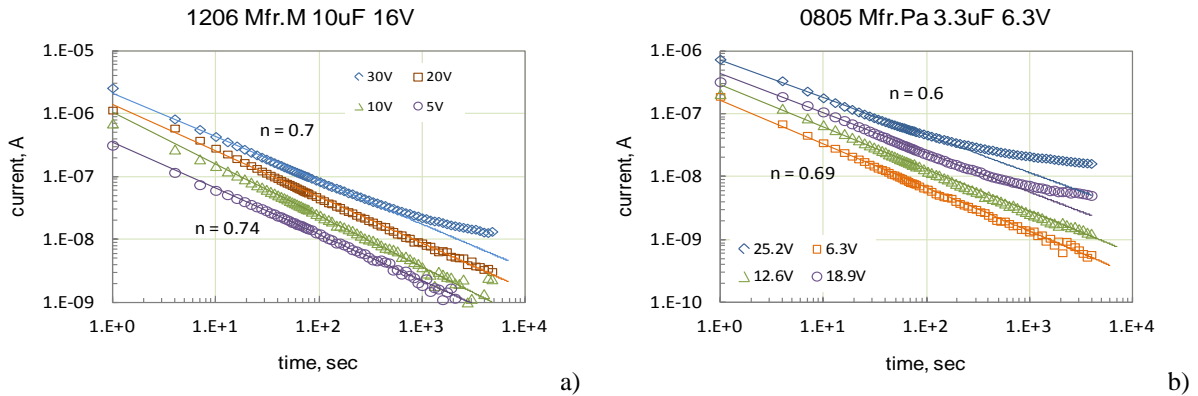 1206 Mfr.M 10uF 16V
1.E-05
1.E-06
1.E-07
1.E-08
1.E-09
current, A
30V
20V
10V
5V
n = 0.7
n = 0.74
1.E+0
1.E+1
1.E+2
1.E+3
1.E+4
time, sec
a)
0805 Mfr.Pa 3.3uF 6.3V
1.E-06
1.E-07
1.E-08
1.E-09
1.E-10
current, A
n = 0.6
n = 0.69
25.2V
6.3V
12.6V
18.9V
1.E+0
1.E+1
1.E+2
1.E+3
1.E+4
time, sec
b)